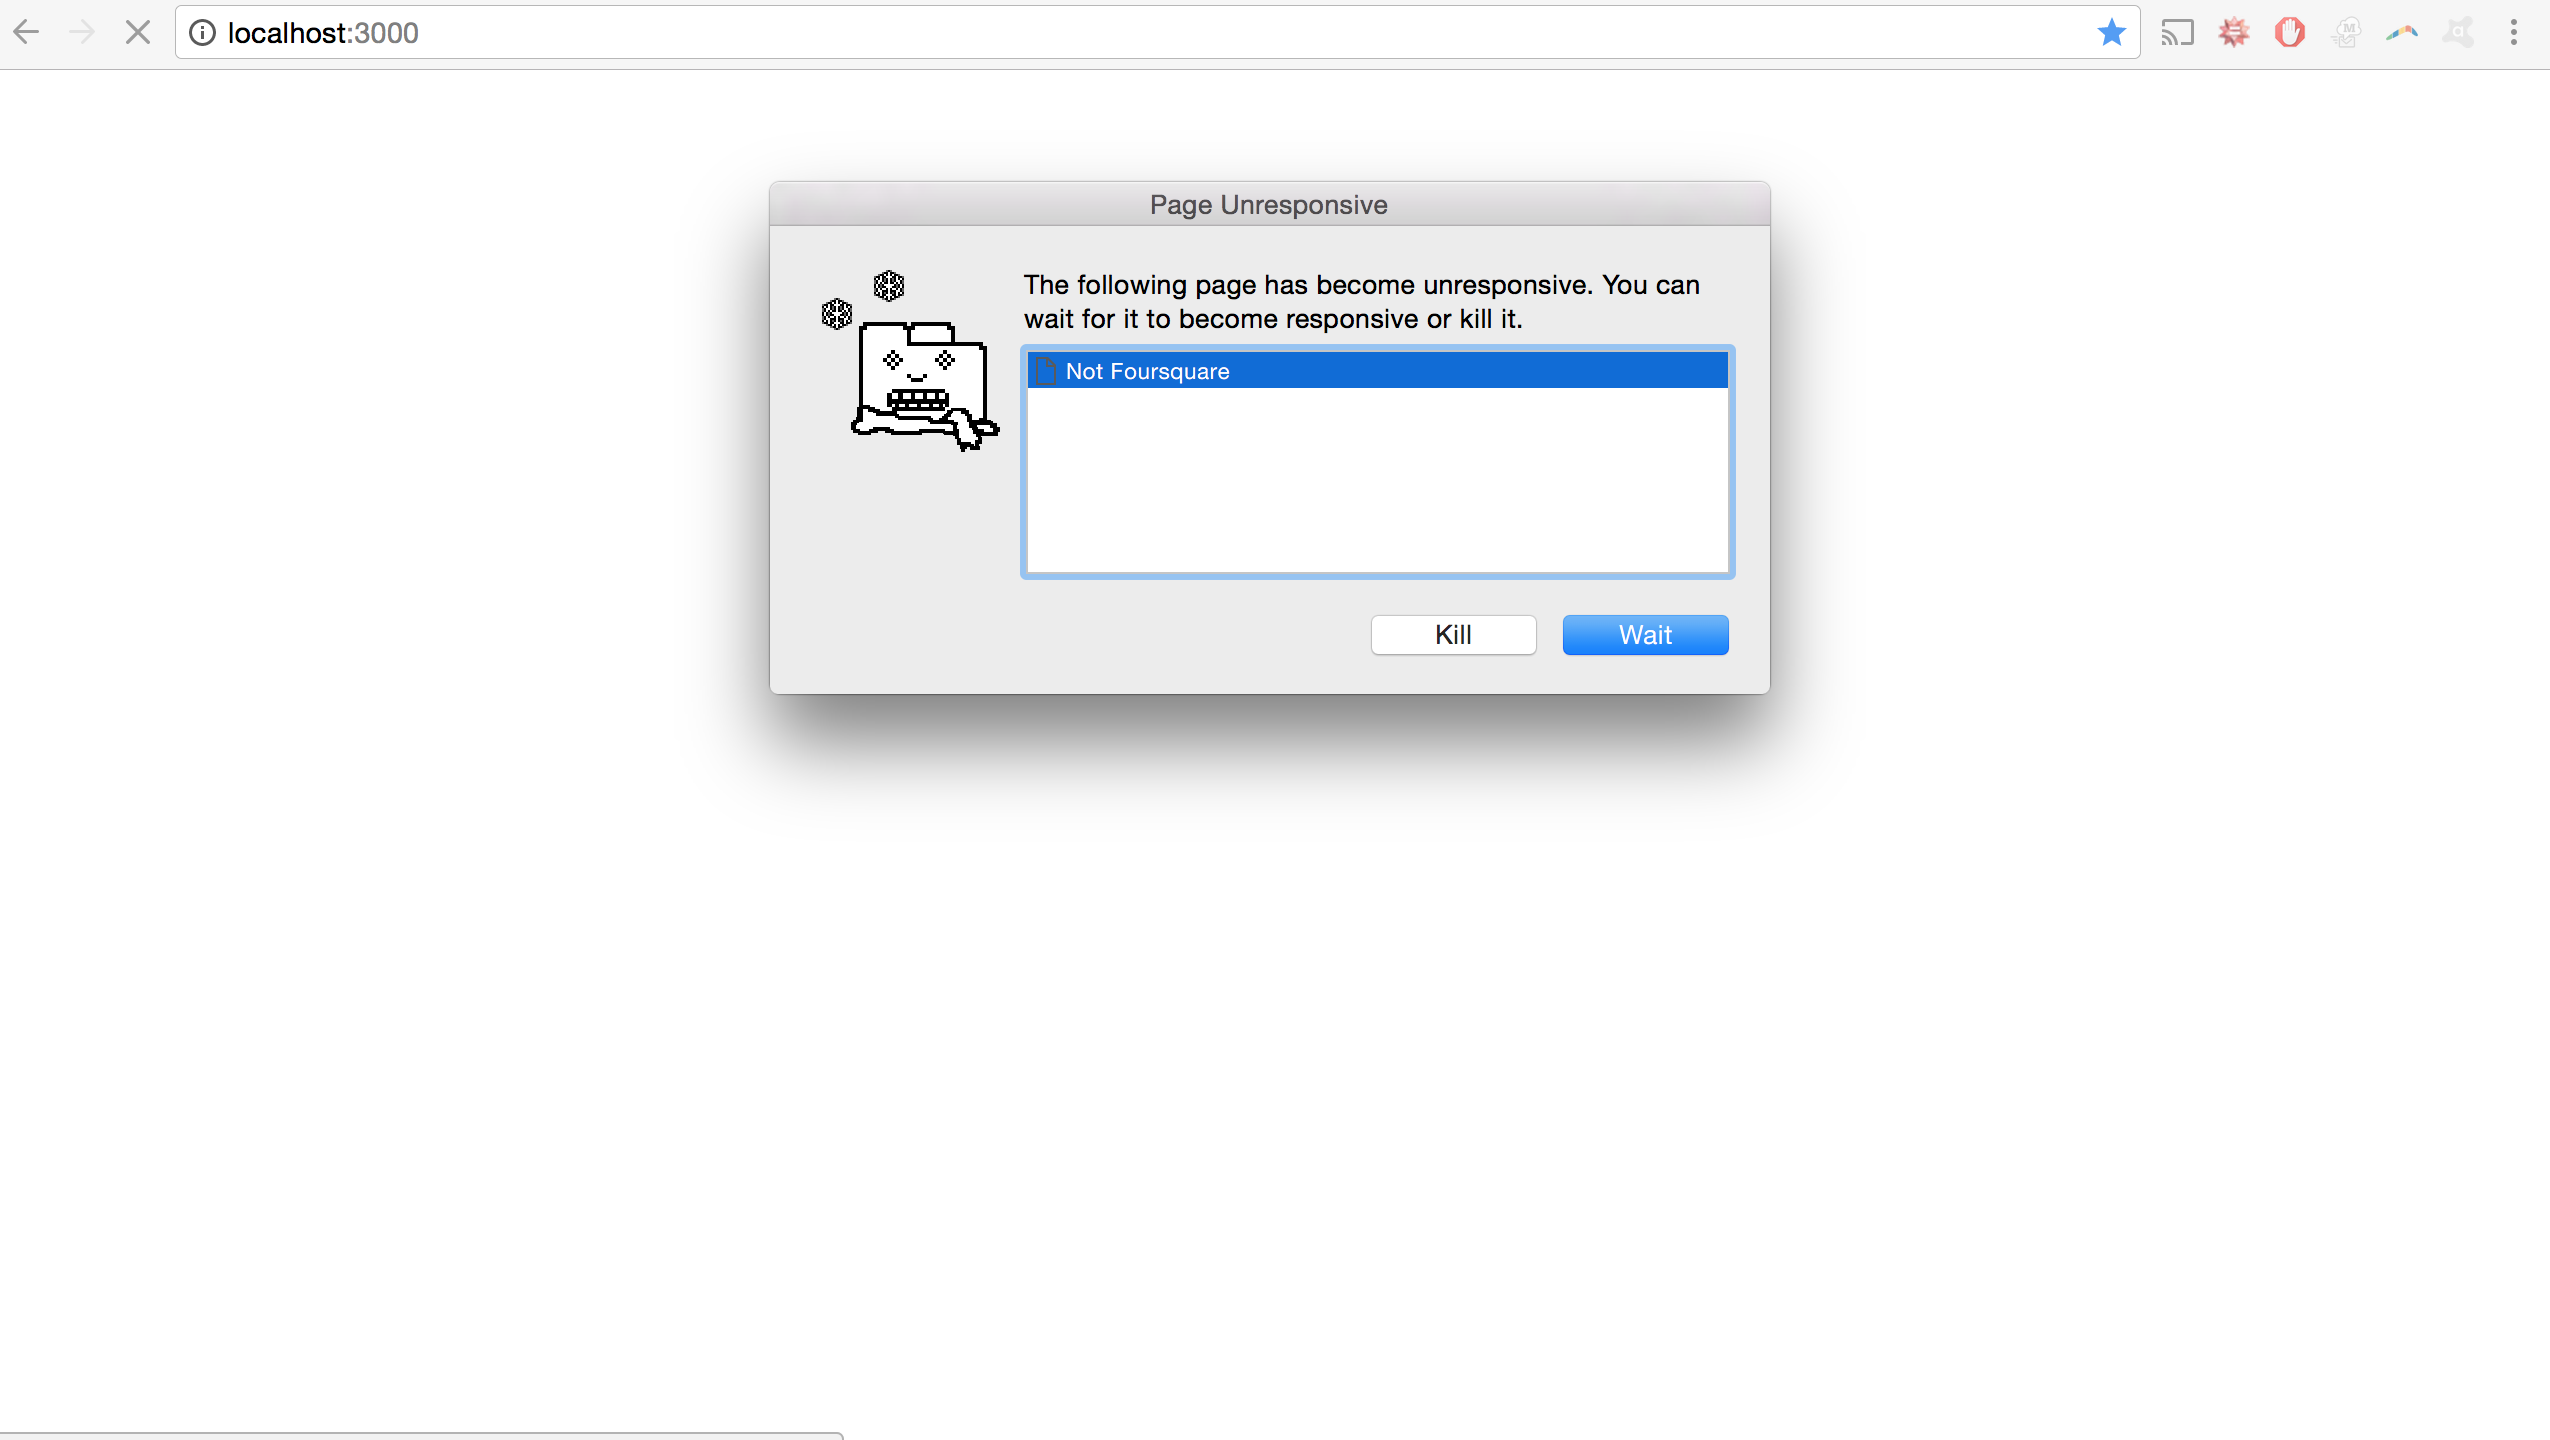 localhost:3000
Page Unresponsive
The following page has become unresponsive. You can
wait for it to become responsive or kill it.
Not Foursquare
Kill
Wait